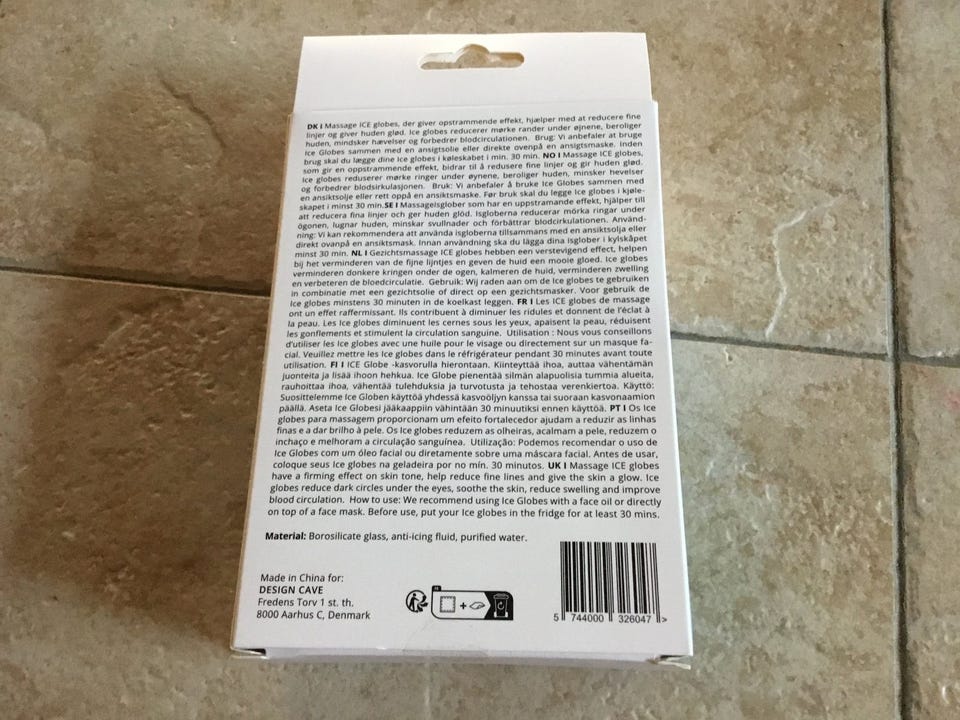 DK I Massage ICE globes, der giver opstrammende effekt, hjælper med at reducere fine
linjer og giver huden glød. Ice globes reducerer mørke rander under øjnene, beroliger
huden, mindsker hævelser og forbedrer blodcirculationen. Brug: Vi anbefaler at bruge
Ice Globes sammen med en ansigtsolie eller direkte ovenpå en ansigtsmaske. Inden
brug skal du lægge dine Ice globes i køleskabet i min. 30 min. NO I Massage ICE globes,
som gir en oppstrammende effekt, bidrar til å redusere fine linjer og gir huden glød.
Ice globes reduserer mørke ringer under øynene, beroliger huden, minsker hevelser
og forbedrer blodsirkulasjonen. Bruk: Vi anbefaler å bruke Ice Globes sammen med
en ansiktsolje eller rett oppå en ansiktsmaske. Før bruk skal du legge Ice globes i kjøle-
skapet i minst 30 min.SE I Massageisglober som har en uppstramande effekt, hjälper till
att reducera fina linjer och ger huden glöd. Isgloberna reducerar mörka ringar under
ögonen, lugnar huden, minskar svullnader och förbättrar blodcirkulationen. Använd-
ning: Vi kan rekommendera att använda isgloberna tillsammans med en ansiktsolja eller
direkt ovanpå en ansiktsmask. Innan användning ska du lägga dina isglober i kylskåpet
minst 30 min. NL I Gezichtsmassage ICE globes hebben een verstevigend effect, helpen
bij het verminderen van de fijne lijntjes en geven de huid een mooie gloed. Ice globes
verminderen donkere kringen onder de ogen, kalmeren de huid, verminderen zwelling
en verbeteren de bloedcirculatie. Gebruik: Wij raden aan om de Ice globes te gebruiken
in combinatie met een gezichtsolie of direct op een gezichtsmasker. Voor gebruik de
Ice globes minstens 30 minuten in de koelkast leggen. FR I Les ICE globes de massage
ont un effet raffermissant. Ils contribuent à diminuer les ridules et donnent de l'éclat à
la peau. Les Ice globes diminuent les cernes sous les yeux, apaisent la peau, réduisent
les gonflements et stimulent la circulation sanguine. Utilisation : Nous vous conseillons
d'utiliser les Ice globes avec une huile pour le visage ou directement sur un masque fa-
cial. Veuillez mettre les Ice globes dans le réfrigérateur pendant 30 minutes avant toute
utilisation. FI I ICE Globe -kasvorulla hierontaan. Kiinteyttää ihoa, auttaa vähentämän
juonteita ja lisää ihoon hehkua. Ice Globe pienentää silmän alapuolisia tummia alueita,
rauhoittaa ihoa, vähentää tulehduksia ja turvotusta ja tehostaa verenkiertoa. Käyttö:
Suosittelemme Ice Globen käyttöä yhdessä kasvoöljyn kanssa tai suoraan kasvonaamion
päällä. Aseta Ice Globesi jääkaappiin vähintään 30 minuutiksi ennen käyttöä. PT I Os Ice
globes para massagem proporcionam um efeito fortalecedor ajudam a reduzir as linhas
finas e a dar brilho à pele. Os Ice globes reduzem as olheiras, acalmam a pele, reduzem o
inchaço e melhoram a circulação sanguínea. Utilização: Podemos recomendar o uso de
Ice Globes com um óleo facial ou diretamente sobre uma máscara facial. Antes de usar,
coloque seus Ice globes na geladeira por no mín. 30 minutos. UK I Massage ICE globes
have a firming effect on skin tone, help reduce fine lines and give the skin a glow. Ice
globes reduce dark circles under the eyes, soothe the skin, reduce swelling and improve
blood circulation. How to use: We recommend using Ice Globes with a face oil or directly
on top of a face mask. Before use, put your Ice globes in the fridge for at least 30 mins.
Material: Borosilicate glass, anti-icing fluid, purified water.
Made in China for:
DESIGN CAVE
Fredens Torv 1 st. th.
8000 Aarhus C, Denmark
5 744000 326047 >